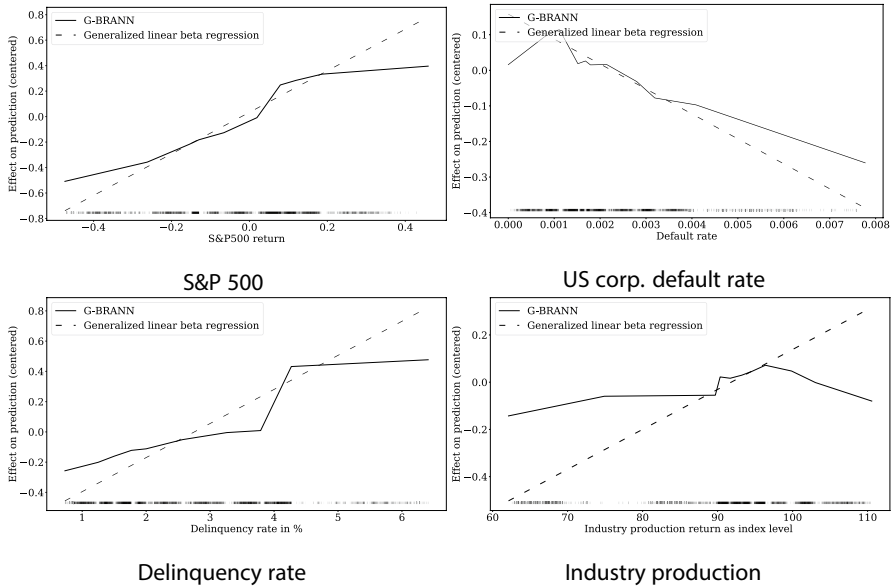 G-BRANN
Generalized linear beta regression
Effect on prediction (centered)
0.8
0.6
0.4
0.2
0.0
−0.2
−0.4
−0.6
−0.8
−0.4
−0.2
0.0
0.2
0.4
S&P500 return
S&P 500
G-BRANN
Generalized linear beta regression
Effect on prediction (centered)
0.1
0.0
−0.1
−0.2
−0.3
−0.4
0.000
0.001
0.002
0.003
0.004
0.005
0.006
0.007
0.008
Default rate
US corp. default rate
G-BRANN
Generalized linear beta regression
Effect on prediction (centered)
0.8
0.6
0.4
0.2
0.0
−0.2
−0.4
1
2
3
4
5
6
Delinquency rate in %
Delinquency rate
G-BRANN
Generalized linear beta regression
Effect on prediction (centered)
0.2
0.0
−0.2
−0.4
60
70
80
90
100
110
Industry production return as index level
Industry production